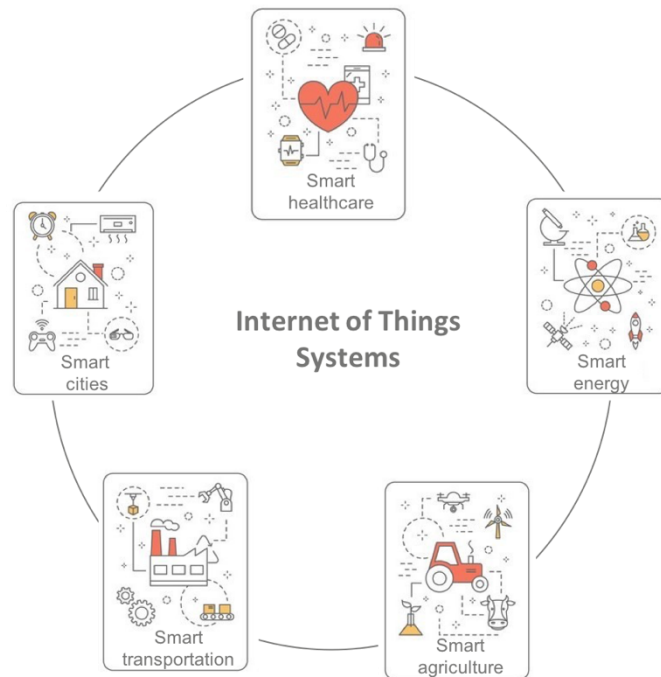 Smart
healthcare
Smart
cities
Internet of Things
Systems
Smart
energy
Smart
transportation
Smart
agriculture